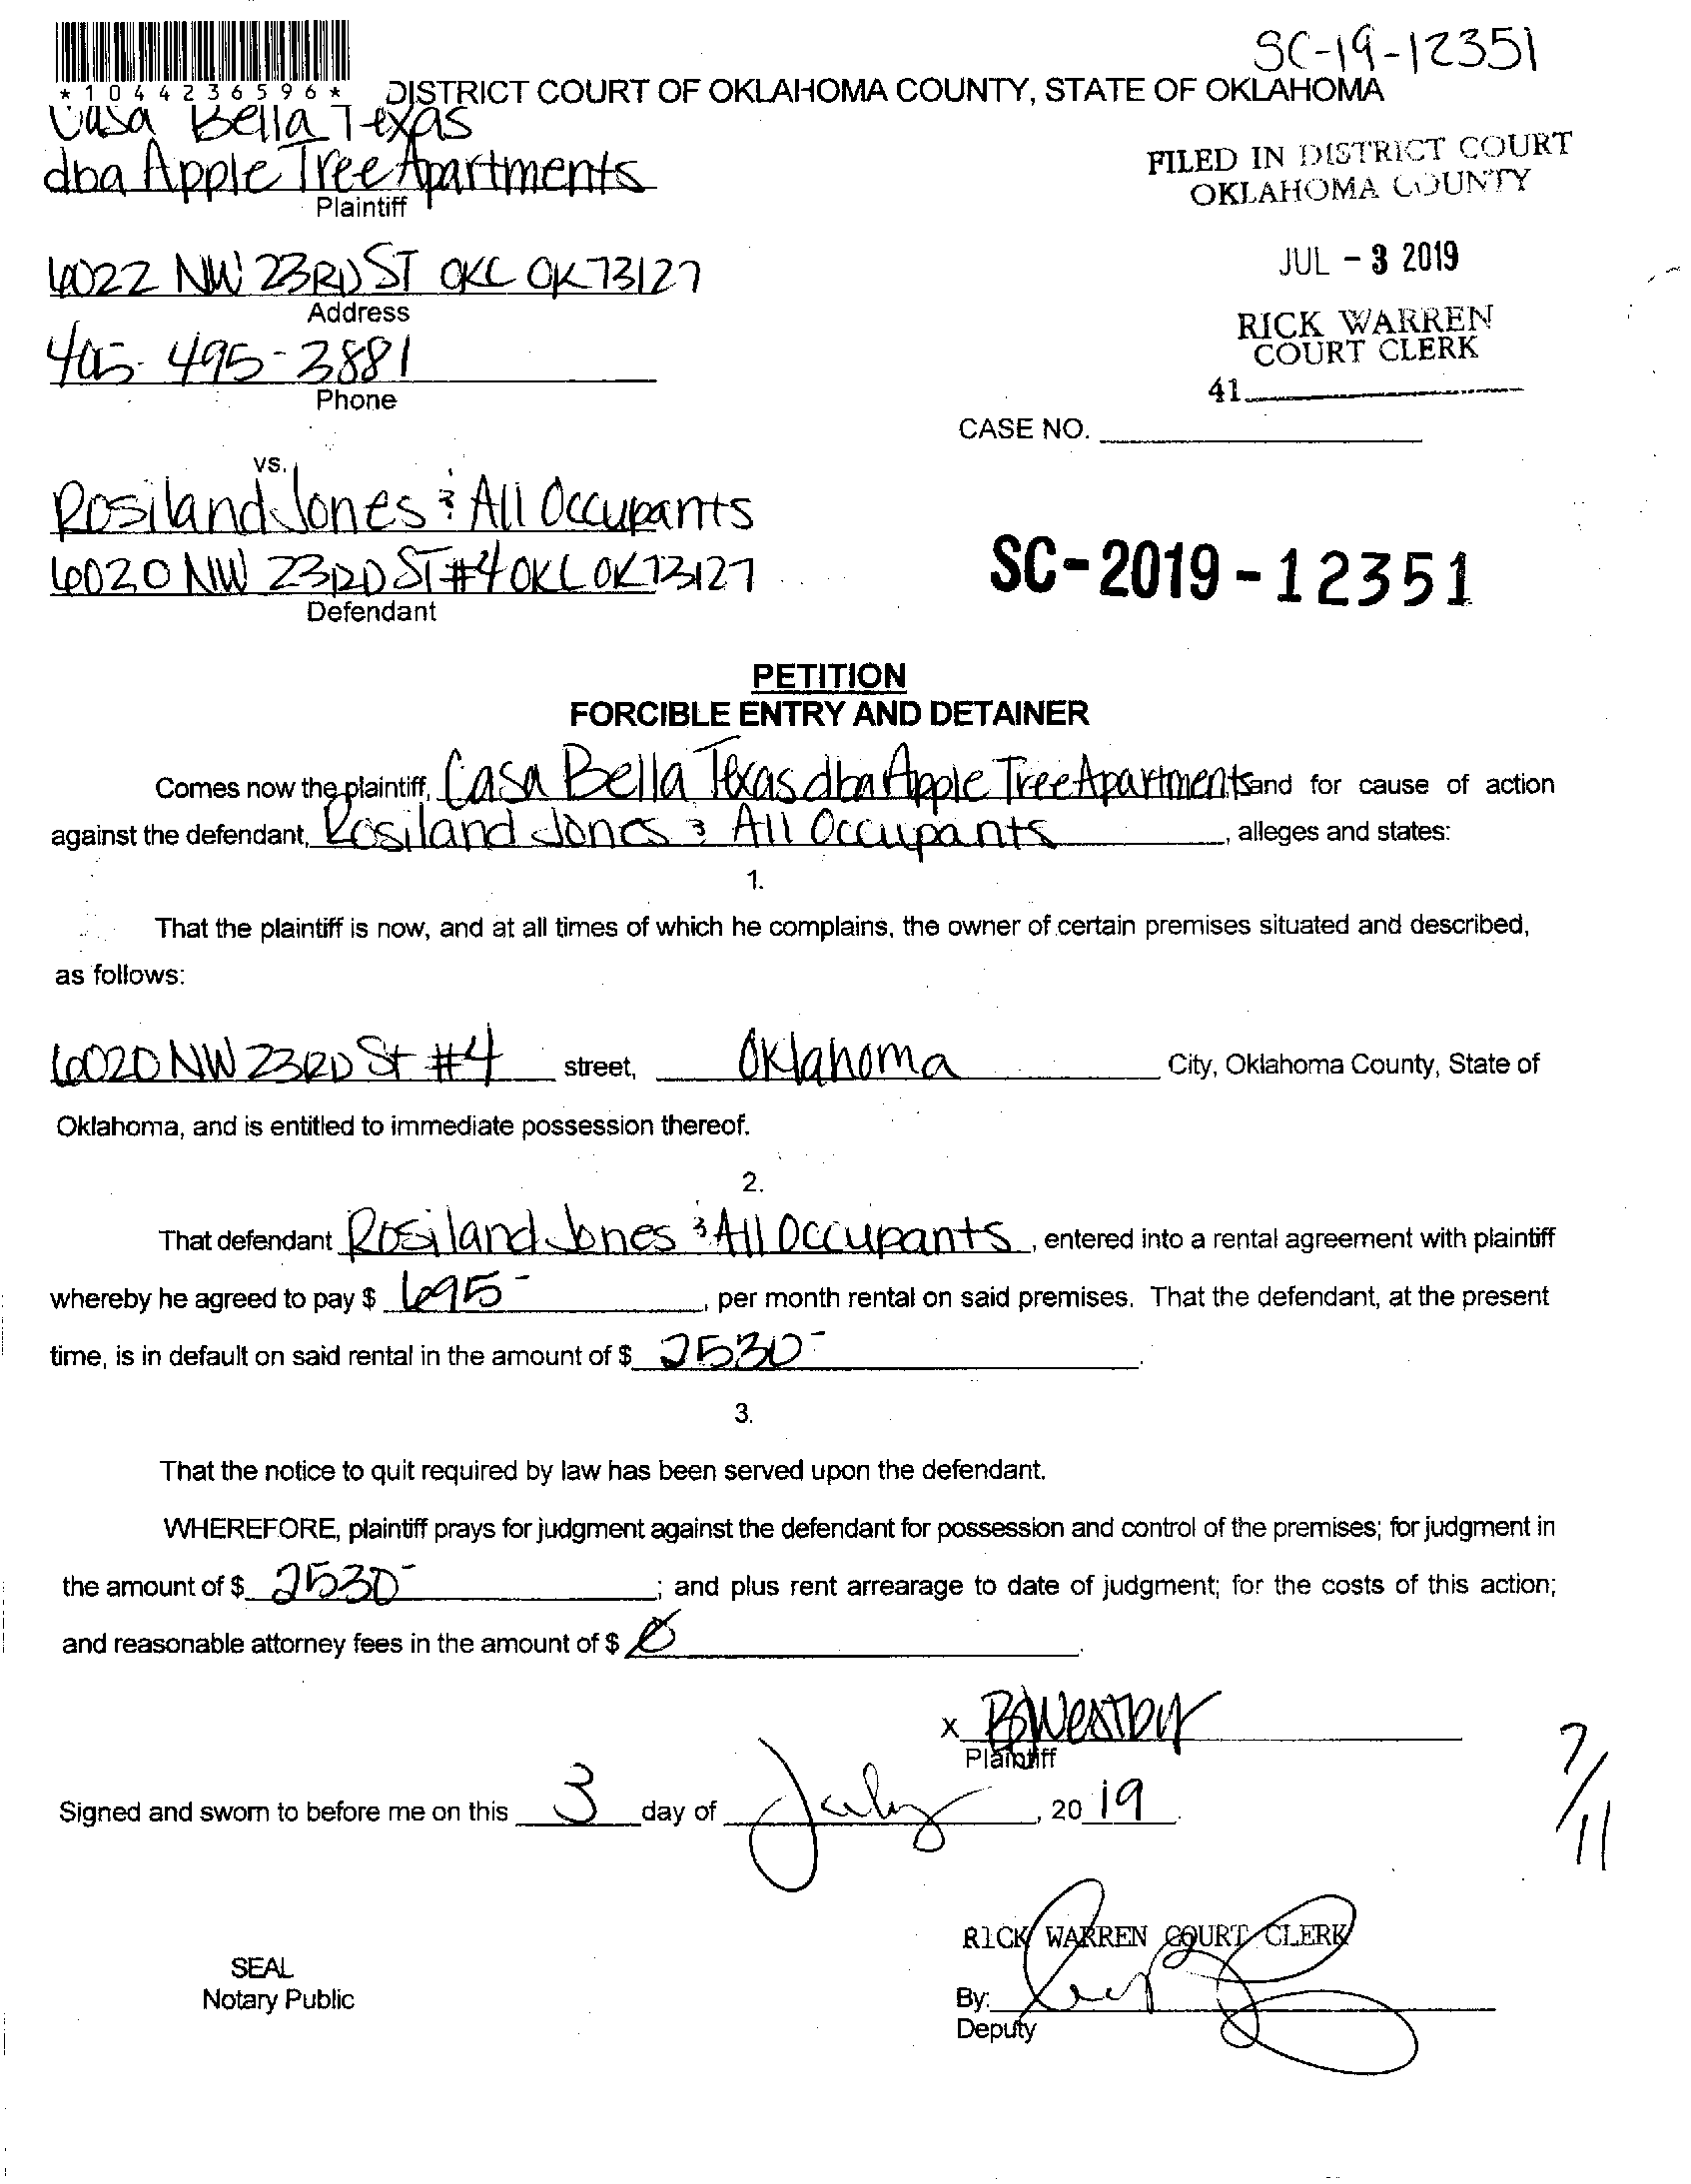 SC-19-12351
*1044236596*
DISTRICT COURT OF OKLAHOMA COUNTY, STATE OF OKLAHOMA
Casa Bella Texas
dba Apple Tree Apartments
Plaintiff
FILED IN DISTRICT COURT
OKLAHOMA COUNTY
6022 NW 23RD ST OKC OK 73127
Address
JUL - 3 2019
405-495-3881
Phone
RICK WARREN
COURT CLERK
41
CASE NO.
vs.
Rosiland Jones & All Occupants
6020 NW 23RD ST #4 OKC OK 73127
Defendant
SC-2019-12351
PETITION
FORCIBLE ENTRY AND DETAINER
Comes now the plaintiff, Casa Bella Texas dba Apple Tree Apartments and for cause of action
against the defendant, Rosiland Jones & All Occupants, alleges and states:
1.
That the plaintiff is now, and at all times of which he complains, the owner of certain premises situated and described,
as follows:
6020 NW 23RD St #4 street, Oklahoma City, Oklahoma County, State of
Oklahoma, and is entitled to immediate possession thereof.
2.
That defendant Rosiland Jones & All Occupants, entered into a rental agreement with plaintiff
whereby he agreed to pay $ 695-, per month rental on said premises. That the defendant, at the present
time, is in default on said rental in the amount of $ 2530-.
3.
That the notice to quit required by law has been served upon the defendant.
WHEREFORE, plaintiff prays for judgment against the defendant for possession and control of the premises; for judgment in
the amount of $ 2530-; and plus rent arrearage to date of judgment; for the costs of this action;
and reasonable attorney fees in the amount of $ 0.
x
Plaintiff
7/11
Signed and sworn to before me on this 3 day of July, 2019.
RICK WARREN COURT CLERK
SEAL
Notary Public
By:
Deputy